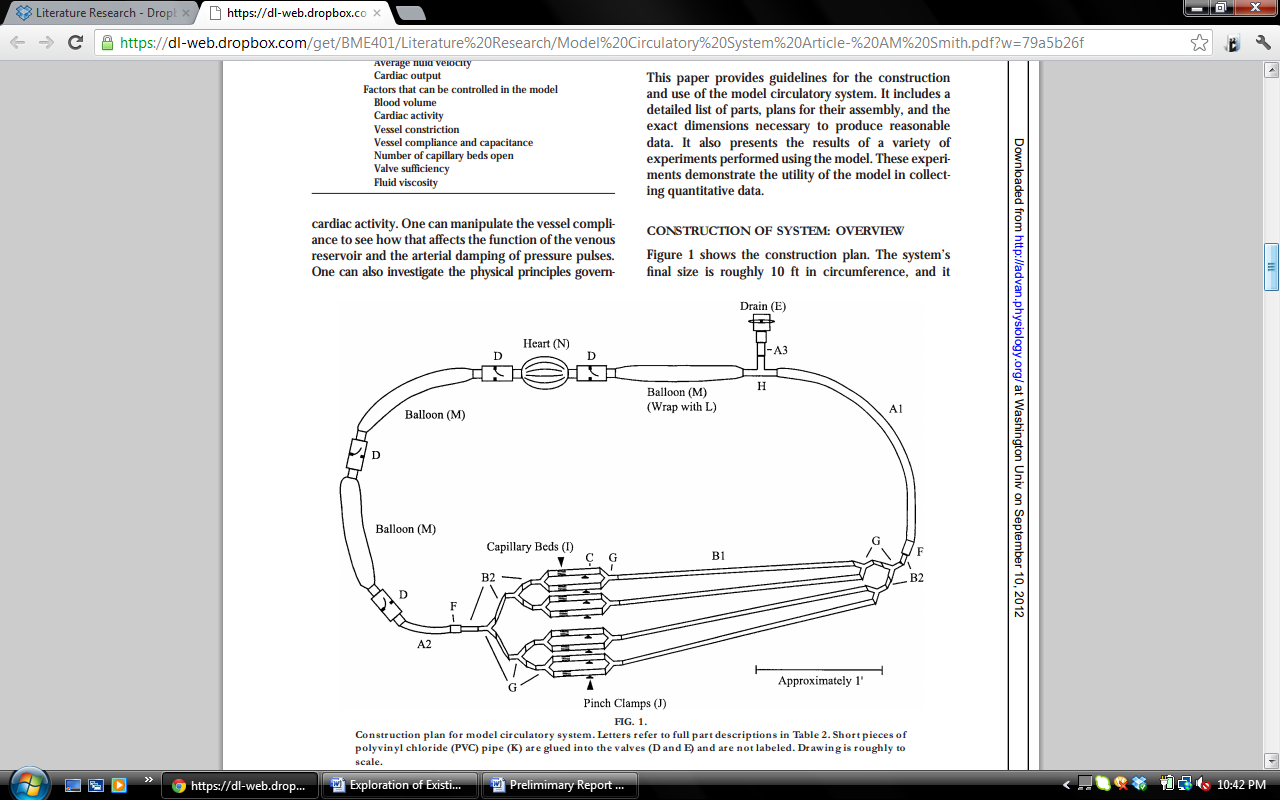 Literature Research - Dropb
https://dl-web.dropbox.co
https://dl-web.dropbox.com/get/BME401/Literature%20Research/Model%20Circulatory%20System%20Article-%20AM%20Smith.pdf?w=79a5b26f
Average fluid velocity
Cardiac output
Factors that can be controlled in the model
Blood volume
Cardiac activity
Vessel constriction
Vessel compliance and capacitance
Number of capillary beds open
Valve sufficiency
Fluid viscosity
cardiac activity. One can manipulate the vessel compli-
ance to see how that affects the function of the venous
reservoir and the arterial damping of pressure pulses.
One can also investigate the physical principles govern-
This paper provides guidelines for the construction
and use of the model circulatory system. It includes a
detailed list of parts, plans for their assembly, and the
exact dimensions necessary to produce reasonable
data. It also presents the results of a variety of
experiments performed using the model. These experi-
ments demonstrate the utility of the model in collect-
ing quantitative data.
CONSTRUCTION OF SYSTEM: OVERVIEW
Figure 1 shows the construction plan. The system's
final size is roughly 10 ft in circumference, and it
Drain (E)
Heart (N)
A3
D
D
H
Balloon (M)
(Wrap with L)
Balloon (M)
A1
D
Balloon (M)
Capillary Beds (I)
C
G
B1
G
F
B2
B2
D
F
A2
G
Approximately 1'
Pinch Clamps (J)
FIG. 1.
Construction plan for model circulatory system. Letters refer to full part descriptions in Table 2. Short pieces of
polyvinyl chloride (PVC) pipe (K) are glued into the valves (D and E) and are not labeled. Drawing is roughly to
scale.
Downloaded from http://advan.physiology.org/ at Washington Univ on September 10, 2012
https://dl-web.drop...
Exploration of Existi...
Prelimimary Report ...
10:42 PM